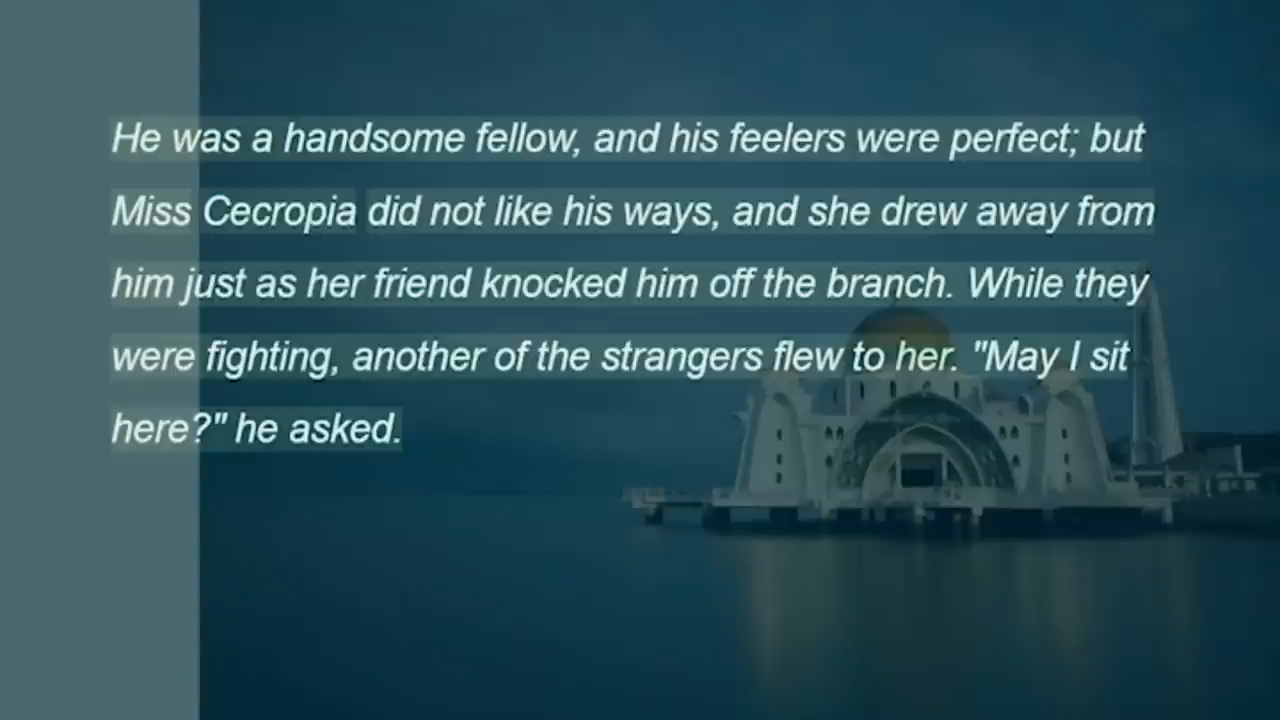 He was a handsome fellow, and his feelers were perfect; but
Miss Cecropia did not like his ways, and she drew away from
him just as her friend knocked him off the branch. While they
were fighting, another of the strangers flew to her. "May I sit
here?" he asked.